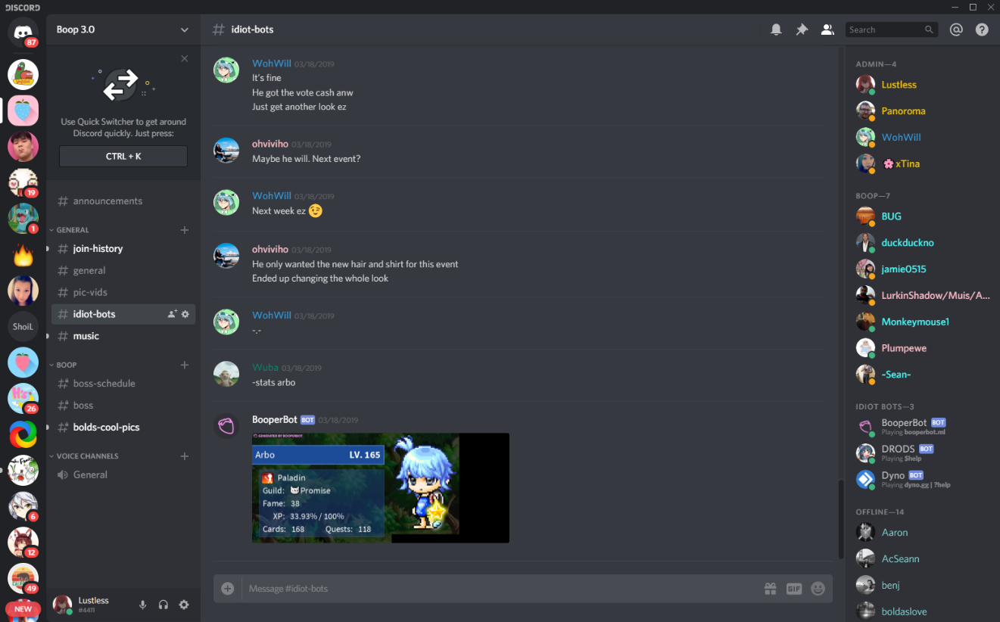 DISCORD
87
19
1
ShoiL
26
6
12
49
NEW
Boop 3.0
Use Quick Switcher to get around
Discord quickly. Just press:
CTRL + K
# announcements
GENERAL
# join-history
# general
# pic-vids
# idiot-bots
# music
BOOP
# boss-schedule
# boss
# bolds-cool-pics
VOICE CHANNELS
General
Lustless
#4411
# idiot-bots
Search
WohWill 03/18/2019
It's fine
He got the vote cash anw
Just get another look ez
ohviviho 03/18/2019
Maybe he will. Next event?
WohWill 03/18/2019
Next week ez 😉
ohviviho 03/18/2019
He only wanted the new hair and shirt for this event
Ended up changing the whole look
WohWill 03/18/2019
-.-
Wuba 03/18/2019
-stats arbo
BooperBot BOT 03/18/2019
GENERATED BY BOOPERBOT
Arbo LV. 165
Paladin
Guild: Promise
Fame: 38
XP: 33.93% / 100%
Cards: 168 Quests: 118
Message #idiot-bots
GIF
ADMIN—4
Lustless
Panoroma
WohWill
🌸xTina
BOOP—7
BUG
duckduckno
jamie0515
LurkinShadow/Muis/A...
Monkeymouse1
Plumpewe
-Sean-
IDIOT BOTS—3
BooperBot BOT
Playing booperbot.ml
DRODS BOT
Playing $help
Dyno BOT
Playing dyno.gg | ?help
OFFLINE—14
Aaron
AcSeann
benj
boldaslove